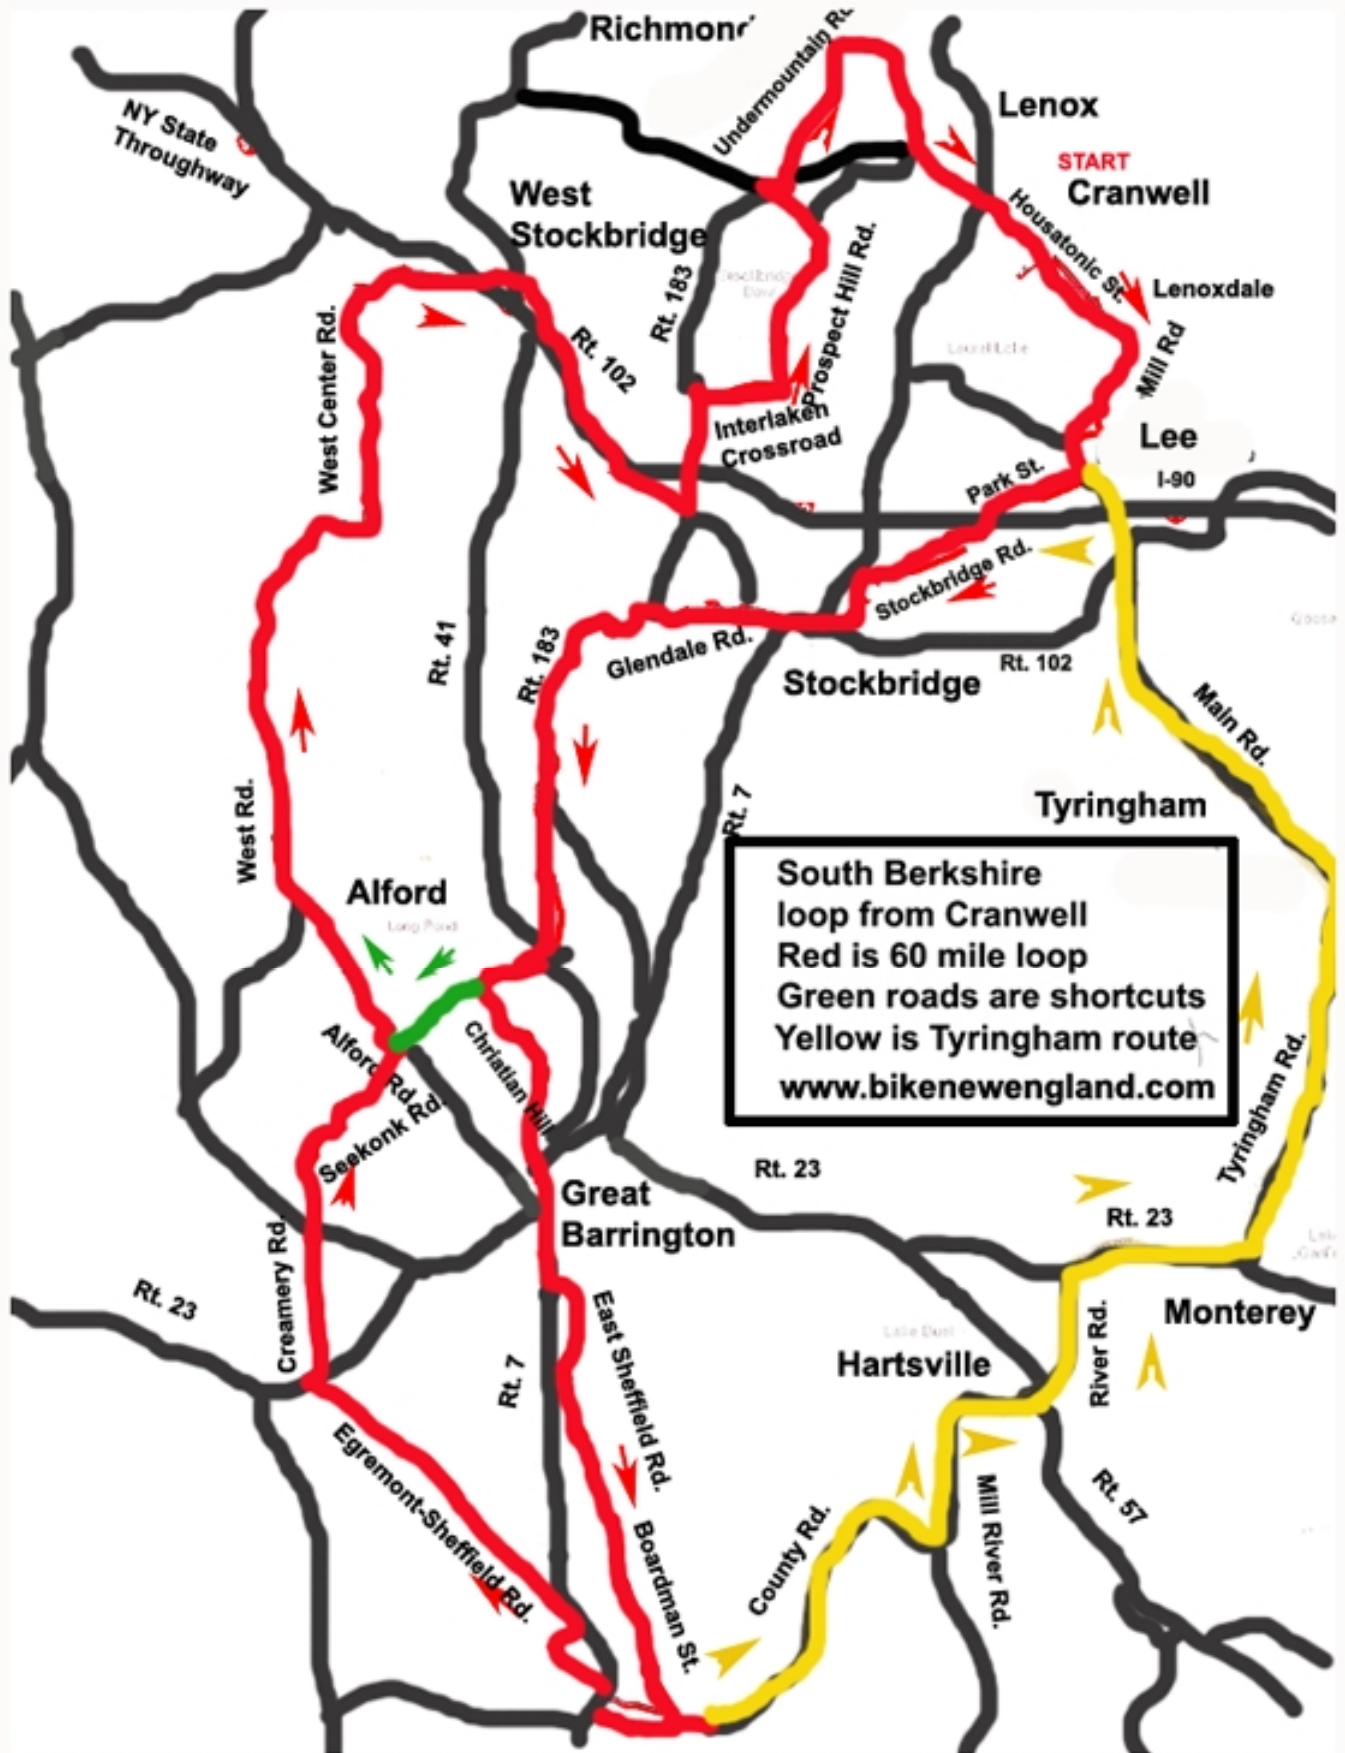 Richmond
Undermountain Rd.
NY State
Throughway
Lenox
START
Cranwell
West
Stockbridge
Housatonic St.
Lenoxdale
Rt. 183
Prospect Hill Rd.
West Center Rd.
Rt. 102
Laurel Lake
Mill Rd
Interlaken
Crossroad
Lee
I-90
Park St.
Stockbridge Rd.
Rt. 41
Rt. 183
Glendale Rd.
Rt. 102
Stockbridge
Main Rd.
West Rd.
Rt. 7
Tyringham
South Berkshire
loop from Cranwell
Red is 60 mile loop
Green roads are shortcuts
Yellow is Tyringham route
www.bikenewengland.com
Alford
Long Pond
Alford Rd.
Christian Hill
Seekonk Rd.
Tyringham Rd.
Great
Barrington
Rt. 23
Rt. 23
Creamery Rd.
Rt. 23
East Sheffield Rd.
Rt. 7
River Rd.
Monterey
Hartsville
Egremont-Sheffield Rd.
Boardman St.
County Rd.
Mill River Rd.
Rt. 57